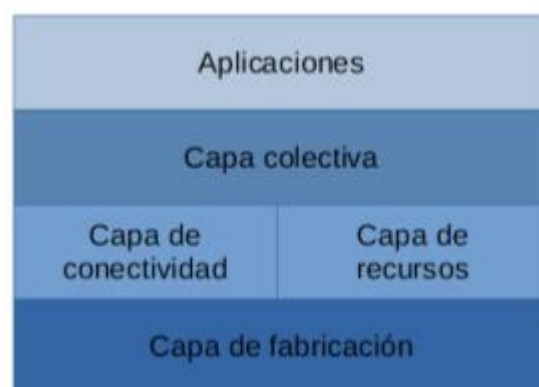 Aplicaciones
Capa colectiva
Capa de
conectividad
Capa de
recursos
Capa de fabricación